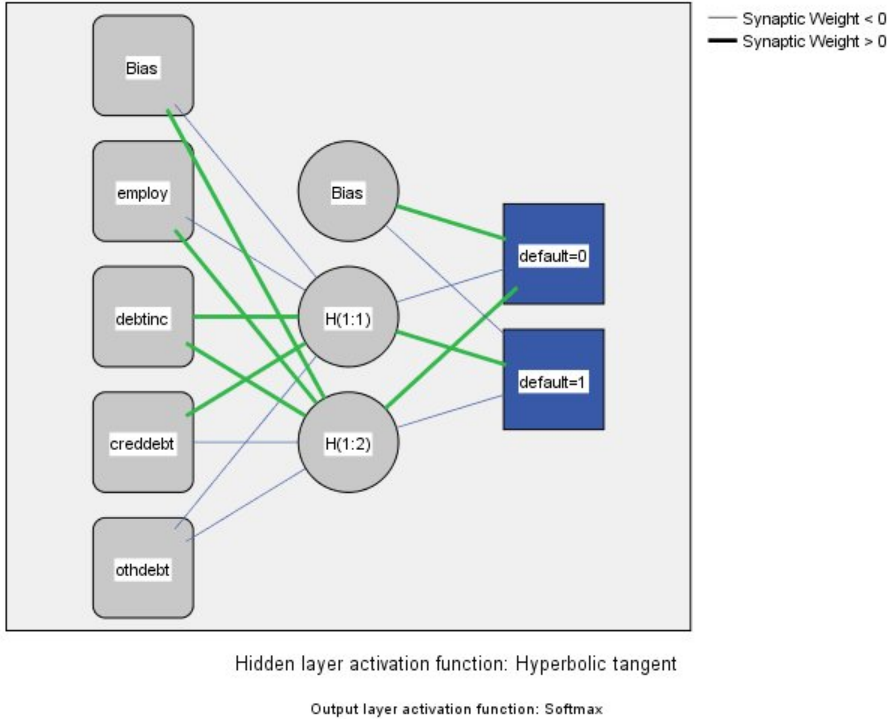 Synaptic Weight < 0
Synaptic Weight > 0
Bias
employ
Bias
default=0
debtinc
H(1:1)
default=1
creddebt
H(1:2)
othdebt
Hidden layer activation function: Hyperbolic tangent
Output layer activation function: Softmax